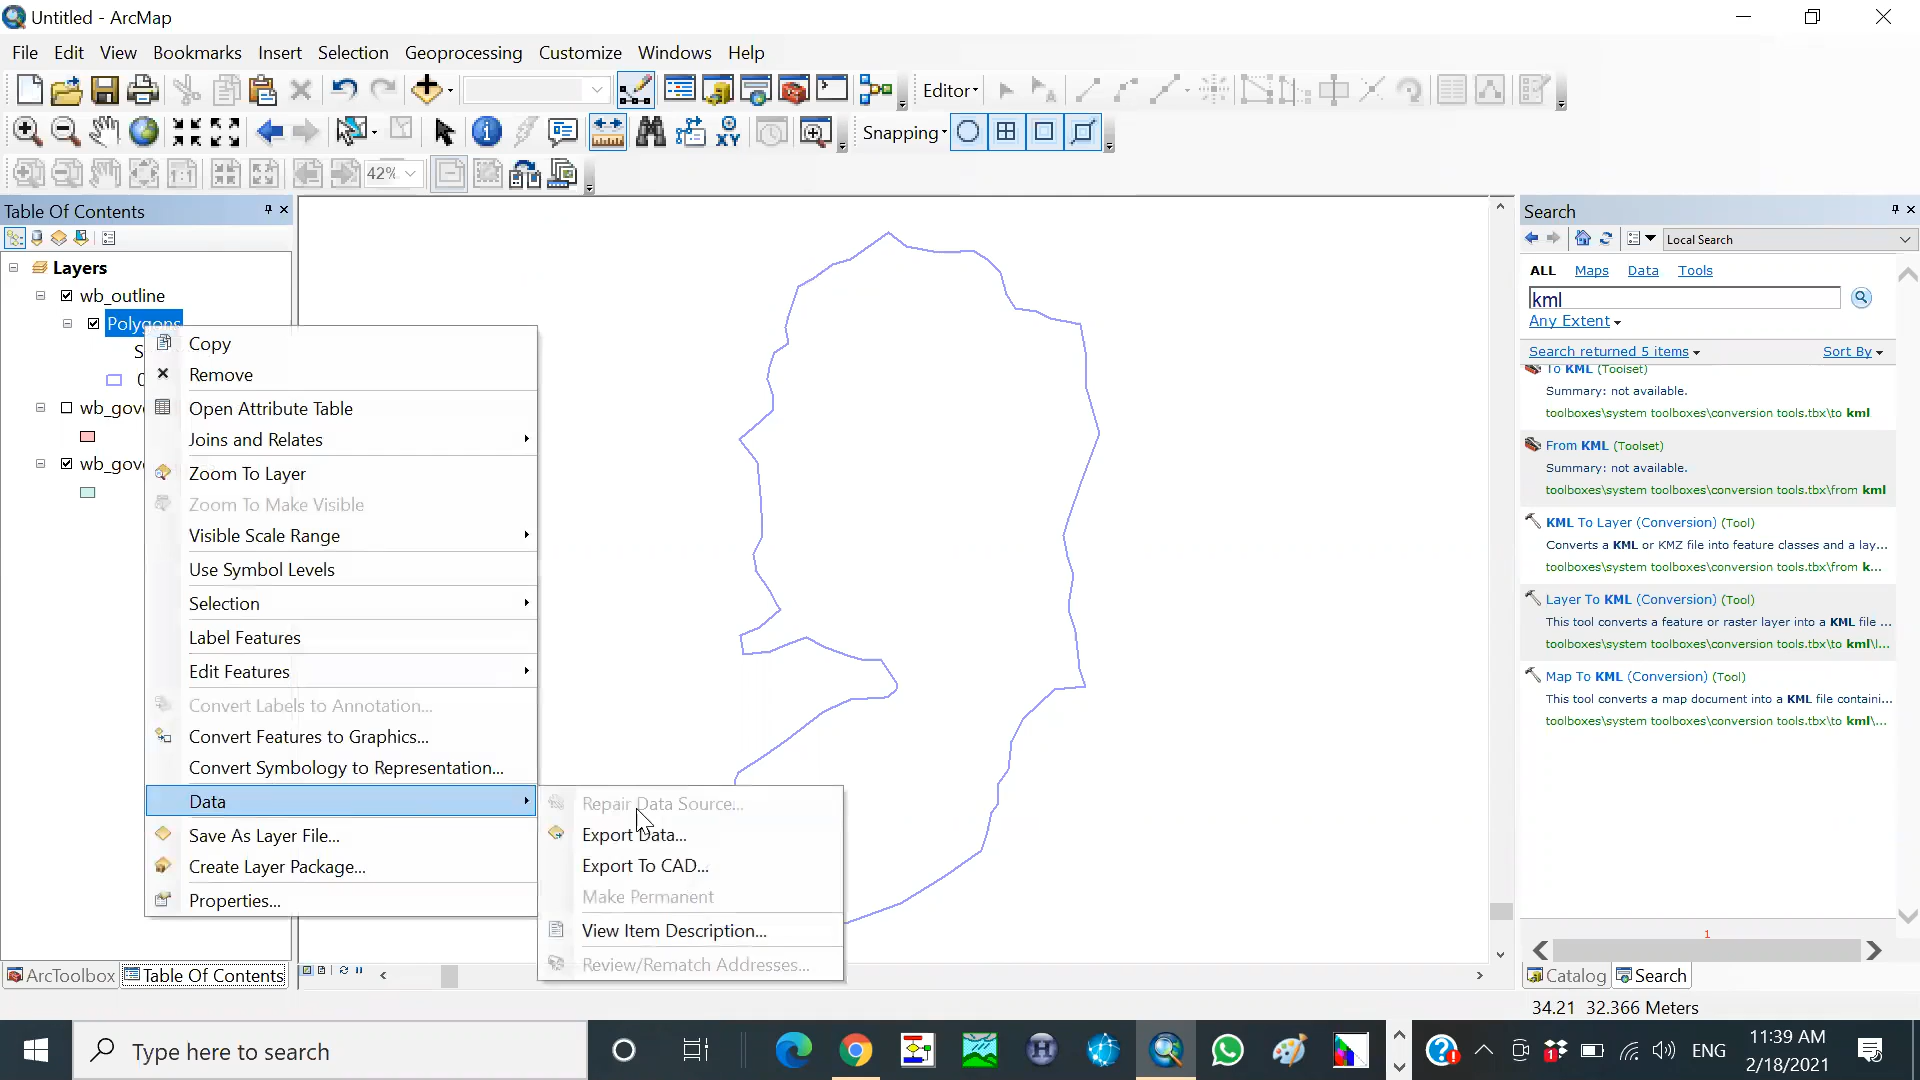 Untitled - ArcMap
File Edit View Bookmarks Insert Selection Geoprocessing Customize Windows Help
Editor
Snapping
42%
Table Of Contents
Layers
wb_outline
Polygons
wb_gov
wb_gov
Copy
Remove
Open Attribute Table
Joins and Relates
Zoom To Layer
Zoom To Make Visible
Visible Scale Range
Use Symbol Levels
Selection
Label Features
Edit Features
Convert Labels to Annotation...
Convert Features to Graphics...
Convert Symbology to Representation...
Data
Save As Layer File...
Create Layer Package...
Properties...
Repair Data Source...
Export Data...
Export To CAD...
Make Permanent
View Item Description...
Review/Rematch Addresses...
ArcToolbox Table Of Contents
Search
Local Search
ALL Maps Data Tools
kml
Any Extent
Search returned 5 items Sort By
To KML (Toolset)
Summary: not available.
toolboxes\system toolboxes\conversion tools.tbx\to kml
From KML (Toolset)
Summary: not available.
toolboxes\system toolboxes\conversion tools.tbx\from kml
KML To Layer (Conversion) (Tool)
Converts a KML or KMZ file into feature classes and a lay...
toolboxes\system toolboxes\conversion tools.tbx\from k...
Layer To KML (Conversion) (Tool)
This tool converts a feature or raster layer into a KML file ...
toolboxes\system toolboxes\conversion tools.tbx\to kml\l...
Map To KML (Conversion) (Tool)
This tool converts a map document into a KML file containi...
toolboxes\system toolboxes\conversion tools.tbx\to kml\...
1
Catalog Search
34.21 32.366 Meters
Type here to search
ENG
11:39 AM
2/18/2021